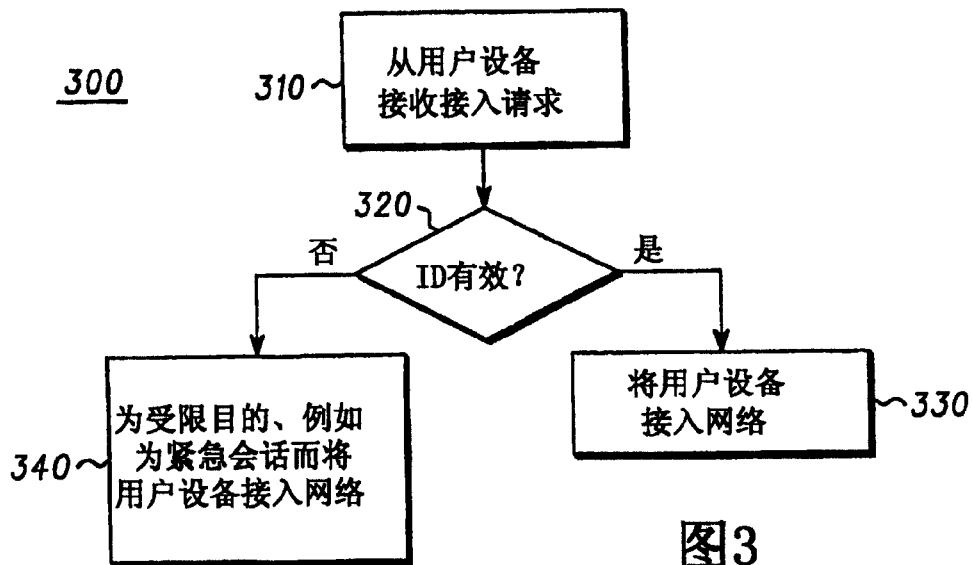 300
310
从用户设备
接收接入请求
320
否
ID有效?
是
为受限目的、例如
为紧急会话而将
用户设备接入网络
340
将用户设备
接入网络
330
图3